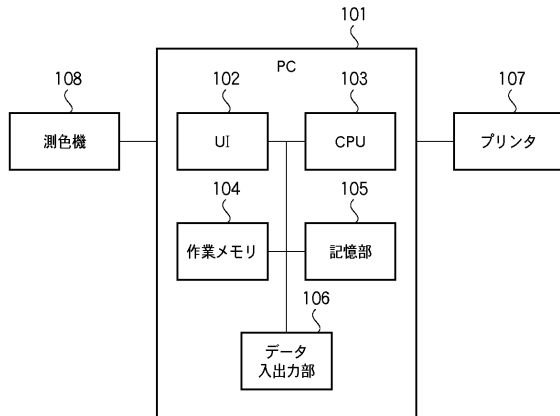 101
PC
108
102
103
107
測色機
UI
CPU
プリンタ
104
105
作業メモリ
記憶部
106
データ
入出力部